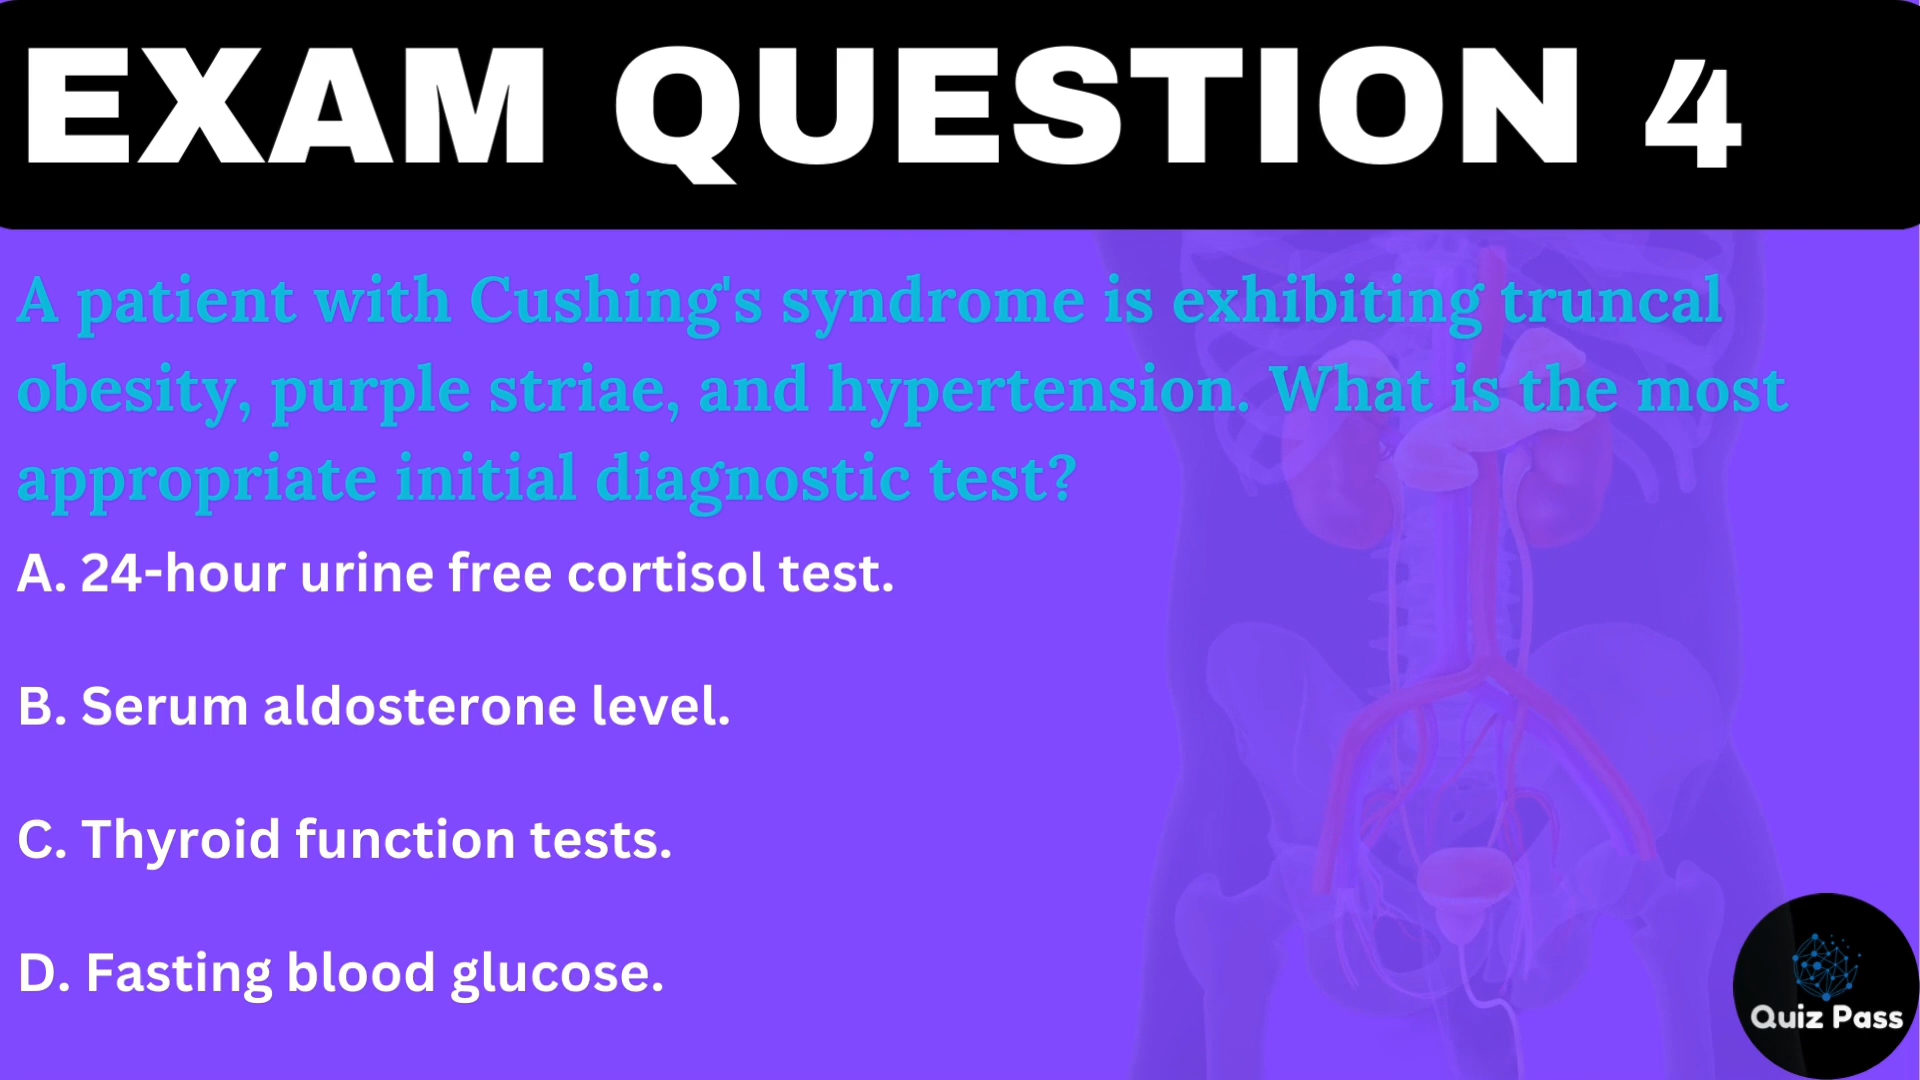 EXAM QUESTION 4
A patient with Cushing's syndrome is exhibiting truncal
obesity, purple striae, and hypertension. What is the most
appropriate initial diagnostic test?
A. 24-hour urine free cortisol test.
B. Serum aldosterone level.
C. Thyroid function tests.
D. Fasting blood glucose.
Quiz Pass